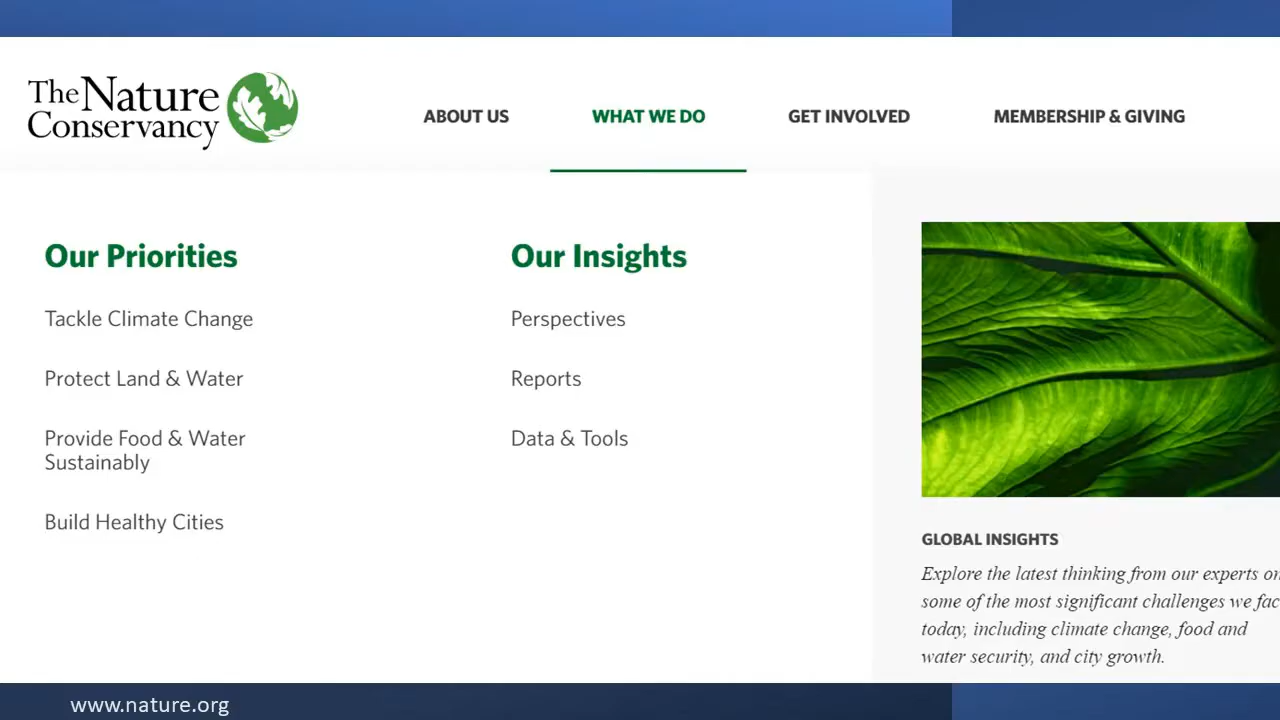 The Nature
Conservancy
ABOUT US
WHAT WE DO
GET INVOLVED
MEMBERSHIP & GIVING
Our Priorities
Tackle Climate Change
Protect Land & Water
Provide Food & Water
Sustainably
Build Healthy Cities
Our Insights
Perspectives
Reports
Data & Tools
GLOBAL INSIGHTS
Explore the latest thinking from our experts on
some of the most significant challenges we fac
today, including climate change, food and
water security, and city growth.
www.nature.org